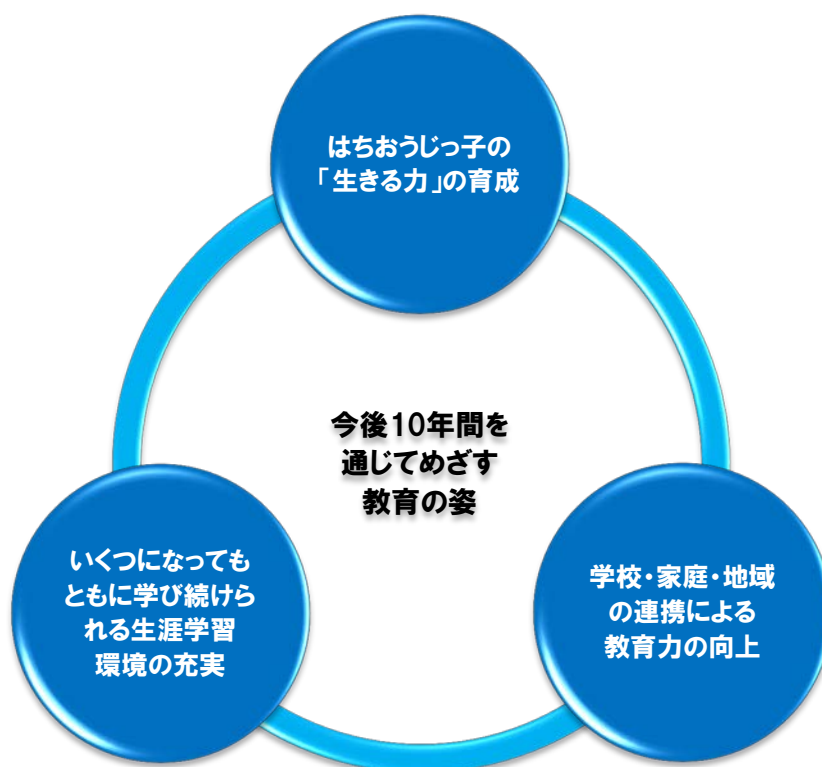 はちおうじっ子の
「生きる力」の育成
今後10年間を
通じてめざす
教育の姿
いくつになっても
ともに学び続けら
れる生涯学習
環境の充実
学校・家庭・地域
の連携による
教育力の向上